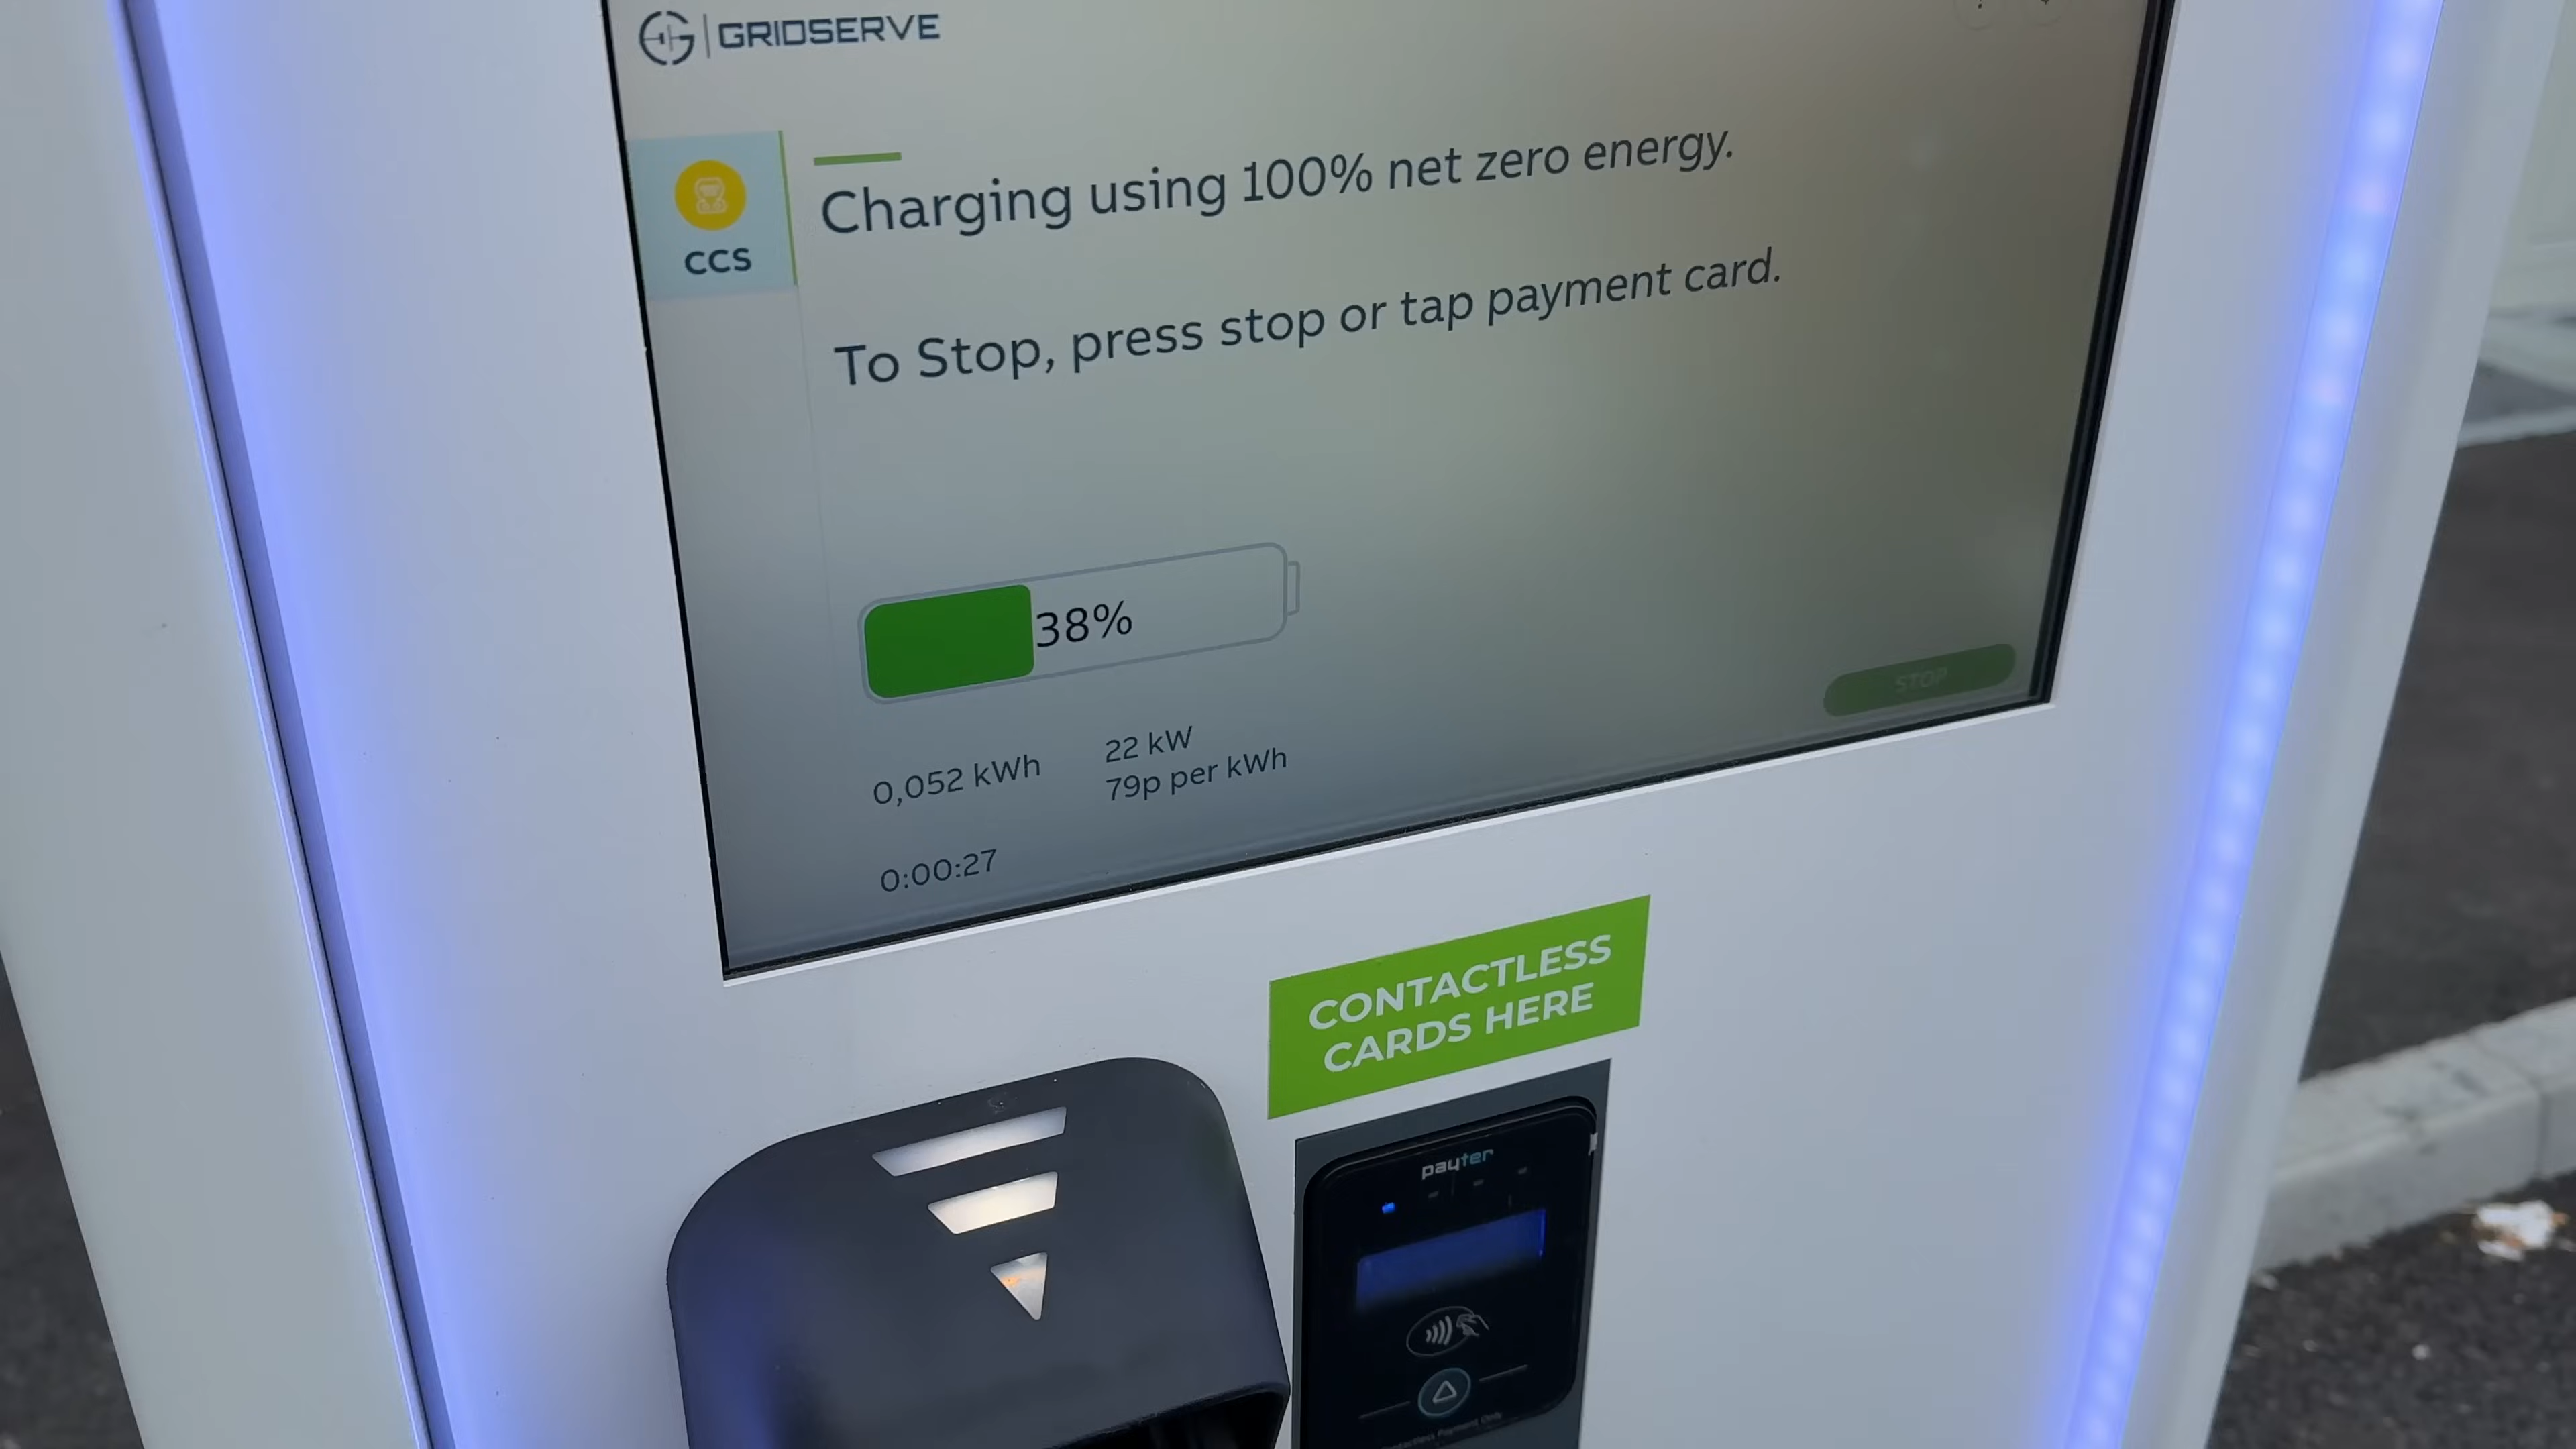 GRIDSERVE
CCS
Charging using 100% net zero energy.
To Stop, press stop or tap payment card.
38%
0,052 kWh
22 kW
79p per kWh
STOP
0:00:27
CONTACTLESS
CARDS HERE
payter